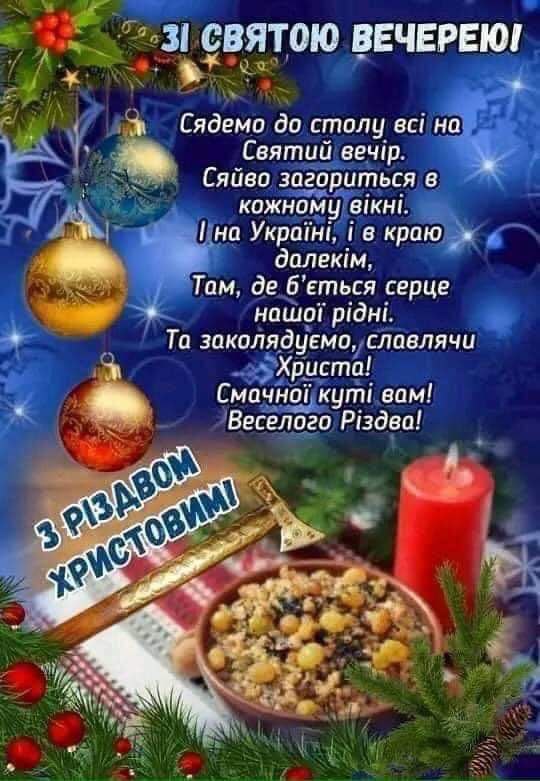 ЗІ СВЯТОЮ ВЕЧЕРЕЮ!
Сядемо до столу всі на
Святий вечір.
Сяйво загориться в
кожному вікні.
І на Україні, і в краю
далекім,
Там, де б'ється серце
нашої рідні.
Та заколядуємо, славлячи
Христа!
Смачної куті вам!
Веселого Різдва!
З РІЗДВОМ
ХРИСТОВИМ!